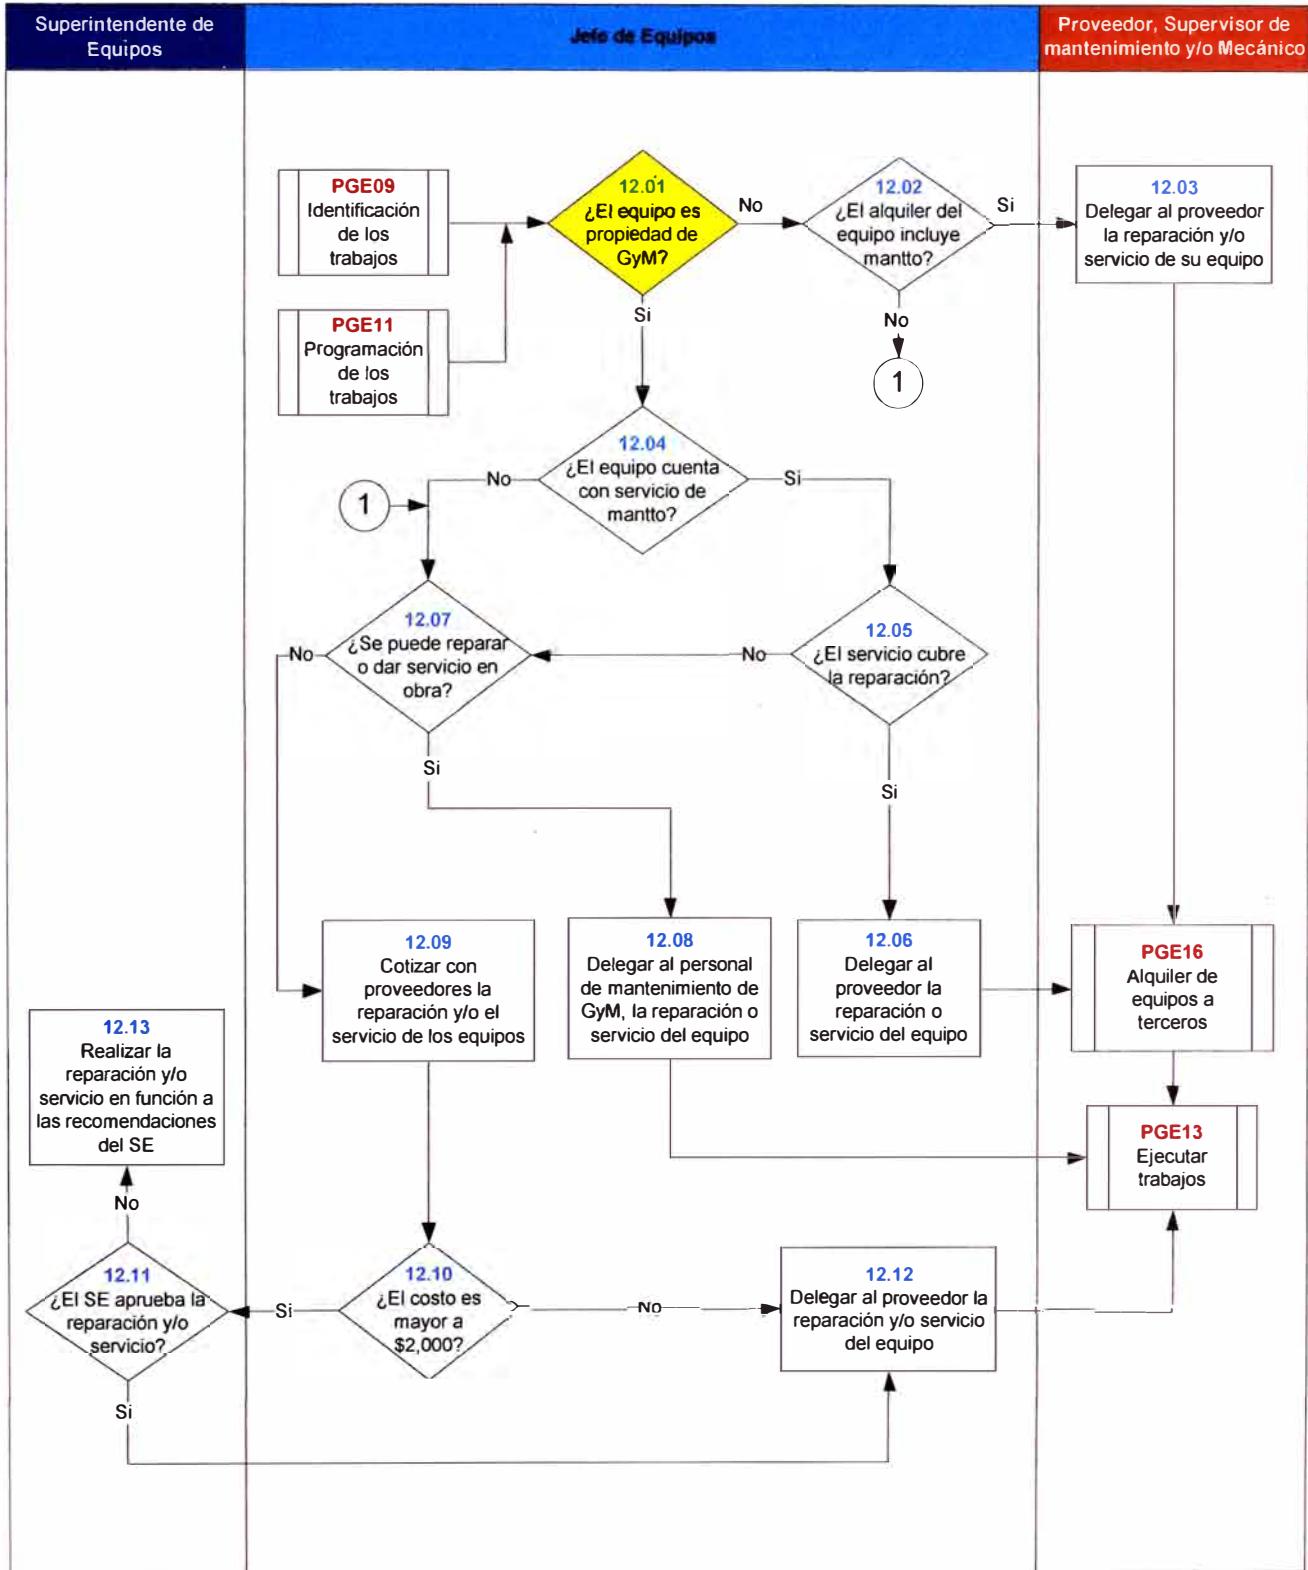 Superintendente de
Equipos
Jefe de Equipos
Proveedor, Supervisor de
mantenimiento y/o Mecánico
PGE09
Identificación
de los
trabajos
12.01
¿El equipo es
propiedad de
GyM?
No
12.02
¿El alquiler del
equipo incluye
mantto?
Si
12.03
Delegar al proveedor
la reparación y/o
servicio de su equipo
PGE11
Programación
de los
trabajos
Si
No
1
12.04
¿El equipo cuenta
con servicio de
mantto?
No
Si
1
12.07
¿Se puede reparar
o dar servicio en
obra?
No
Si
12.05
¿El servicio cubre
la reparación?
No
Si
12.09
Cotizar con
proveedores la
reparación y/o el
servicio de los equipos
12.08
Delegar al personal
de mantenimiento de
GyM, la reparación o
servicio del equipo
12.06
Delegar al
proveedor la
reparación o
servicio del equipo
PGE16
Alquiler de
equipos a
terceros
12.13
Realizar la
reparación y/o
servicio en función a
las recomendaciones
del SE
PGE13
Ejecutar
trabajos
No
12.11
¿El SE aprueba la
reparación y/o
servicio?
Si
Si
12.10
¿El costo es
mayor a
$2,000?
No
12.12
Delegar al proveedor la
reparación y/o servicio
del equipo